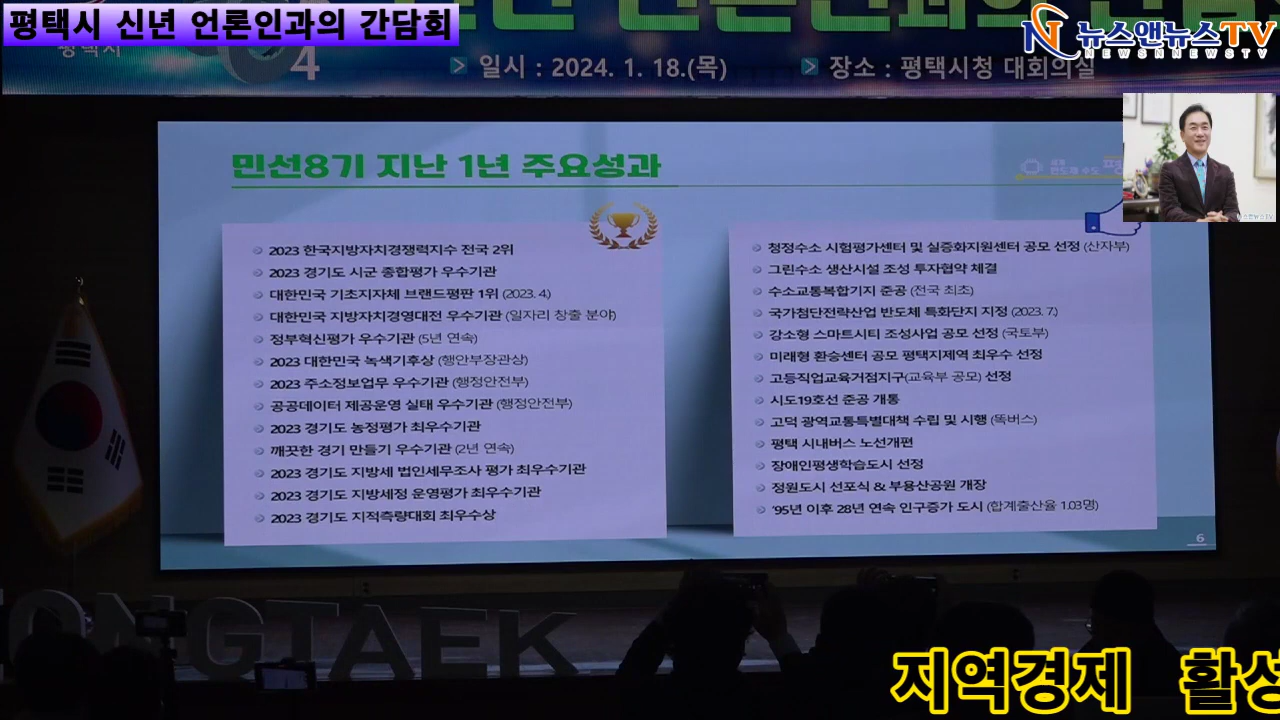 평택시 신년 언론인과의 간담회
뉴스앤뉴스TV
NEWSNNEWSTV
평택시
4
일시 : 2024. 1. 18.(목)
장소 : 평택시청 대회의실
민선8기 지난 1년 주요성과
2023 한국지방자치경쟁력지수 전국 2위
2023 경기도 시군 종합평가 우수기관
대한민국 기초지자체 브랜드평판 1위 (2023. 4.)
대한민국 지방자치경영대전 우수기관 (일자리 창출 분야)
정부혁신평가 우수기관 (5년 연속)
2023 대한민국 녹색기후상 (행안부장관상)
2023 주소정보업무 우수기관 (행정안전부)
공공데이터 제공운영 실태 우수기관 (행정안전부)
2023 경기도 농정평가 최우수기관
깨끗한 경기 만들기 우수기관 (2년 연속)
2023 경기도 지방세 법인세무조사 평가 최우수기관
2023 경기도 지방세정 운영평가 최우수기관
2023 경기도 지적측량대회 최우수상
청정수소 시험평가센터 및 실증화지원센터 공모 선정 (산자부)
그린수소 생산시설 조성 투자협약 체결
수소교통복합기지 준공 (전국 최초)
국가첨단전략산업 반도체 특화단지 지정 (2023. 7.)
강소형 스마트시티 조성사업 공모 선정 (국토부)
미래형 환승센터 공모 평택지제역 최우수 선정
고등직업교육거점지구(교육부 공모) 선정
시도19호선 준공 개통
고덕 광역교통특별대책 수립 및 시행 (똑버스)
평택 시내버스 노선개편
장애인평생학습도시 선정
정원도시 선포식 & 부용산공원 개장
'95년 이후 28년 연속 인구증가 도시 (합계출산율 1.03명)
6
ONGTAEK
지역경제 활성